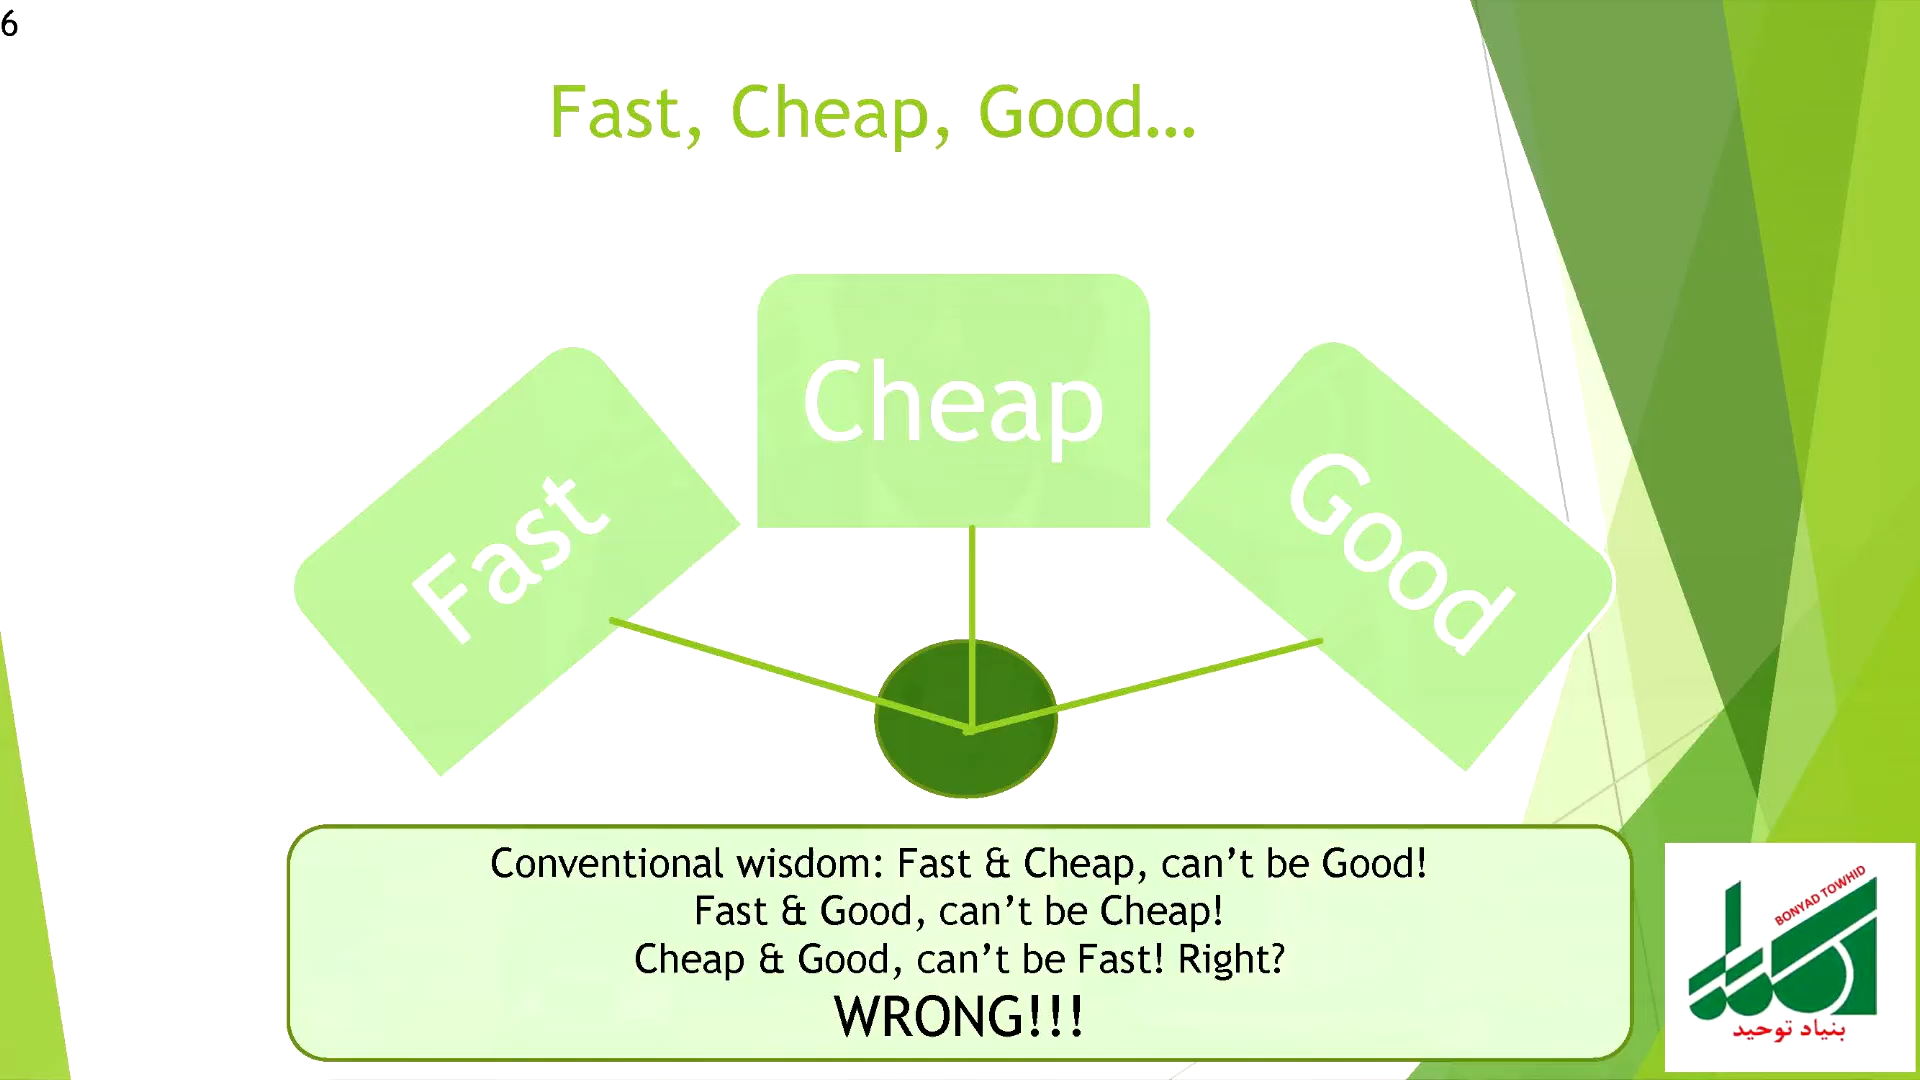 6
Fast, Cheap, Good…
Fast
Cheap
Good
Conventional wisdom: Fast & Cheap, can’t be Good!
Fast & Good, can’t be Cheap!
Cheap & Good, can’t be Fast! Right?
WRONG!!!
BONYAD TOWHID
بنیاد توحید